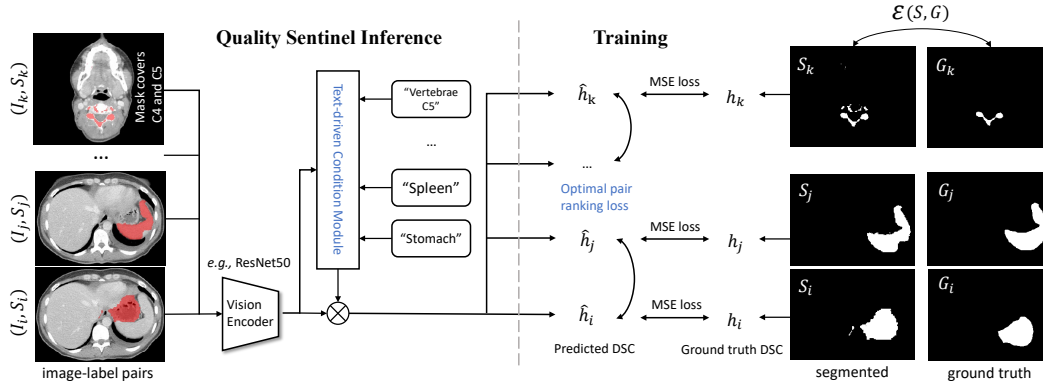 Quality Sentinel Inference
Training
ℰ(S, G)
(I_k, S_k)
Mask covers
C4 and C5
Text-driven Condition Module
"Vertebrae
C5"
...
"Spleen"
"Stomach"
ĥ_k
MSE loss
h_k
S_k
G_k
...
...
Optimal pair
ranking loss
(I_j, S_j)
ĥ_j
MSE loss
h_j
S_j
G_j
e.g., ResNet50
Vision
Encoder
(I_i, S_i)
ĥ_i
MSE loss
h_i
S_i
G_i
Predicted DSC
Ground truth DSC
image-label pairs
segmented
ground truth